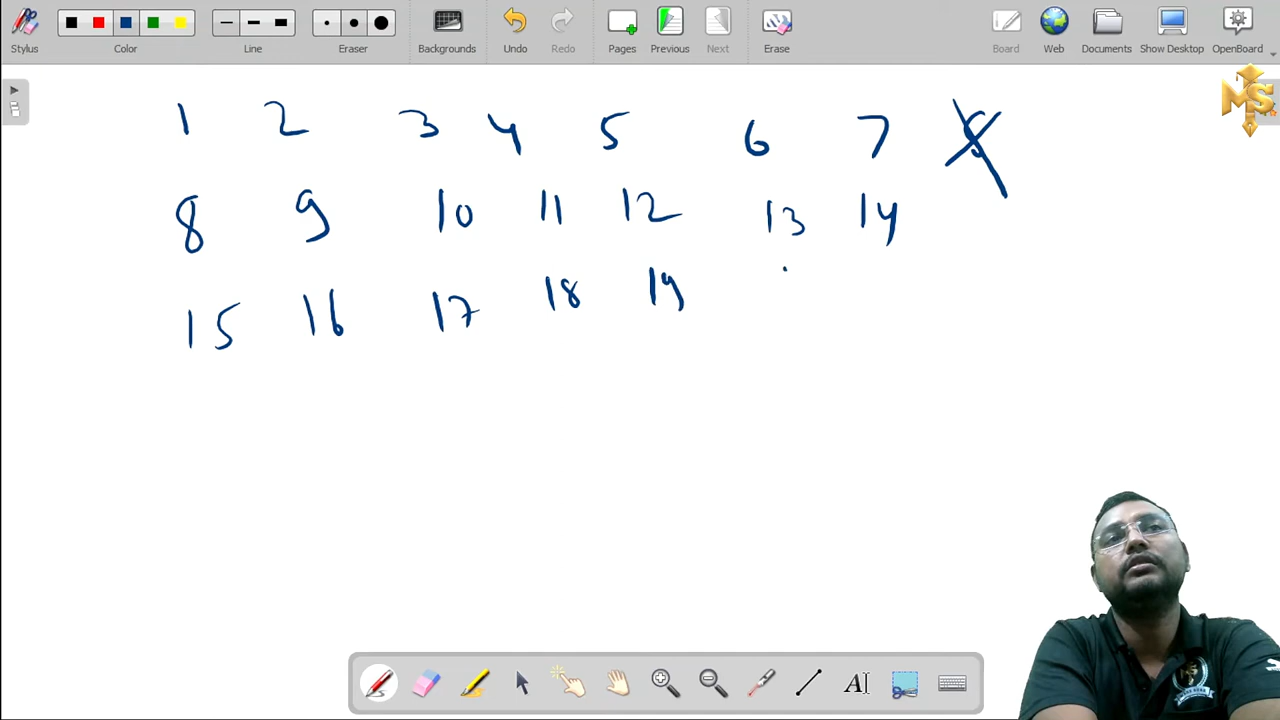 Stylus
Color
Line
Eraser
Backgrounds
Undo
Redo
Pages
Previous
Next
Erase
Board
Web
Documents
Show Desktop
OpenBoard
MS
1 2 3 4 5 6 7
8 9 10 11 12 13 14
15 16 17 18 19